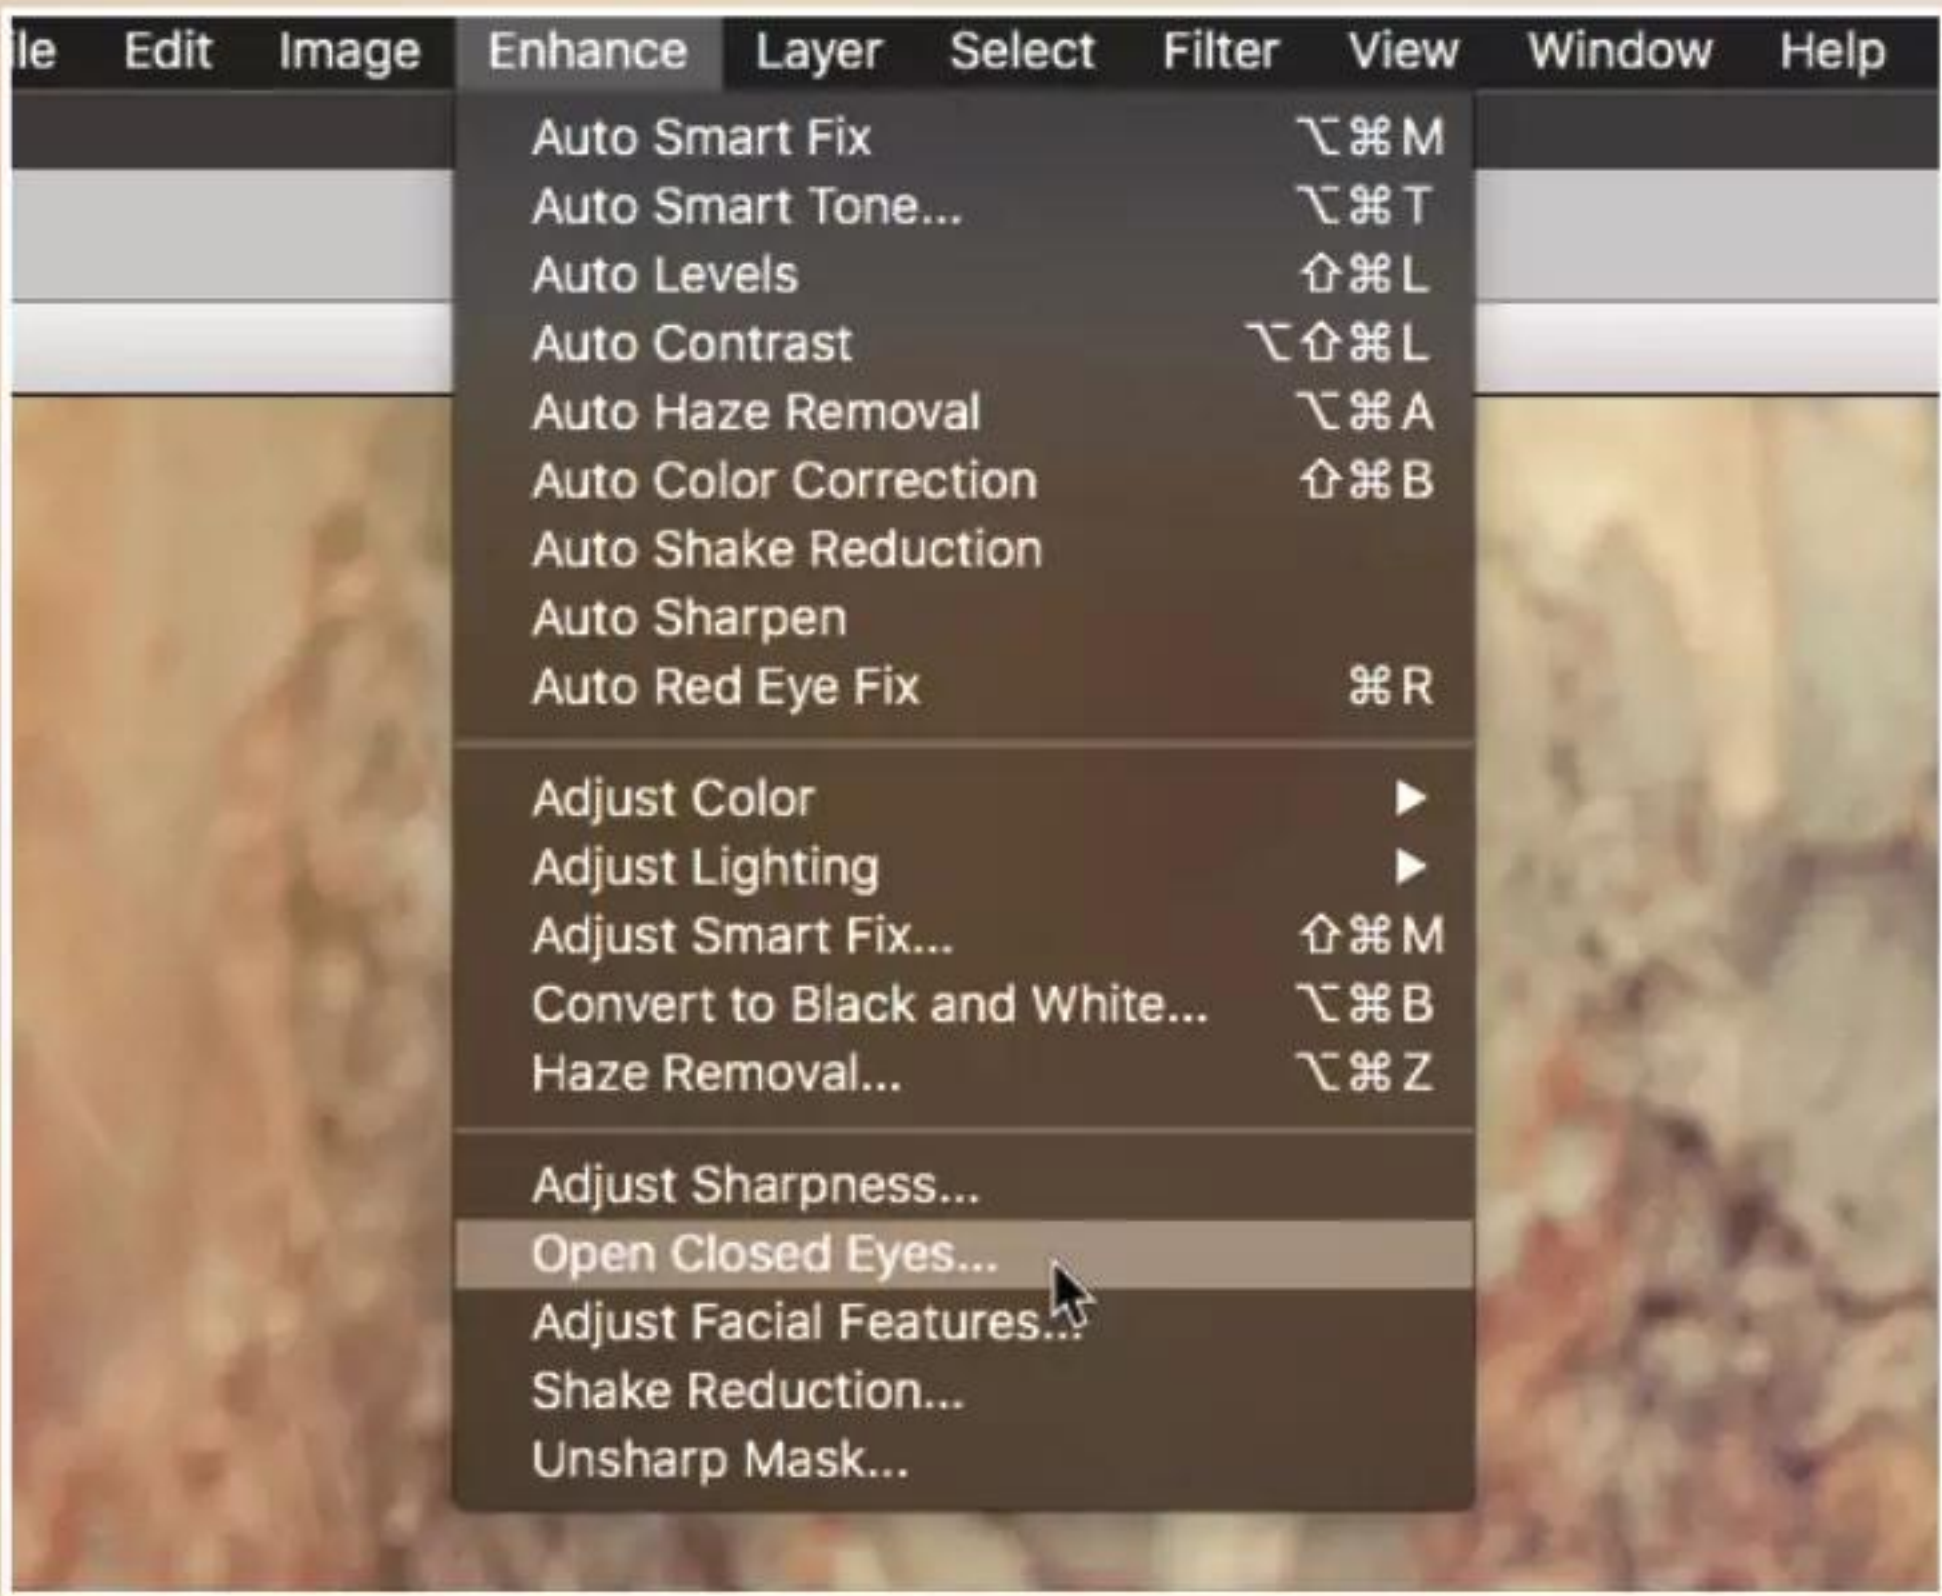 ile Edit Image Enhance Layer Select Filter View Window Help
Auto Smart Fix ⌥⌘M
Auto Smart Tone... ⌥⌘T
Auto Levels ⇧⌘L
Auto Contrast ⌥⇧⌘L
Auto Haze Removal ⌥⌘A
Auto Color Correction ⇧⌘B
Auto Shake Reduction
Auto Sharpen
Auto Red Eye Fix ⌘R
Adjust Color ▶
Adjust Lighting ▶
Adjust Smart Fix... ⇧⌘M
Convert to Black and White... ⌥⌘B
Haze Removal... ⌥⌘Z
Adjust Sharpness...
Open Closed Eyes...
Adjust Facial Features...
Shake Reduction...
Unsharp Mask...